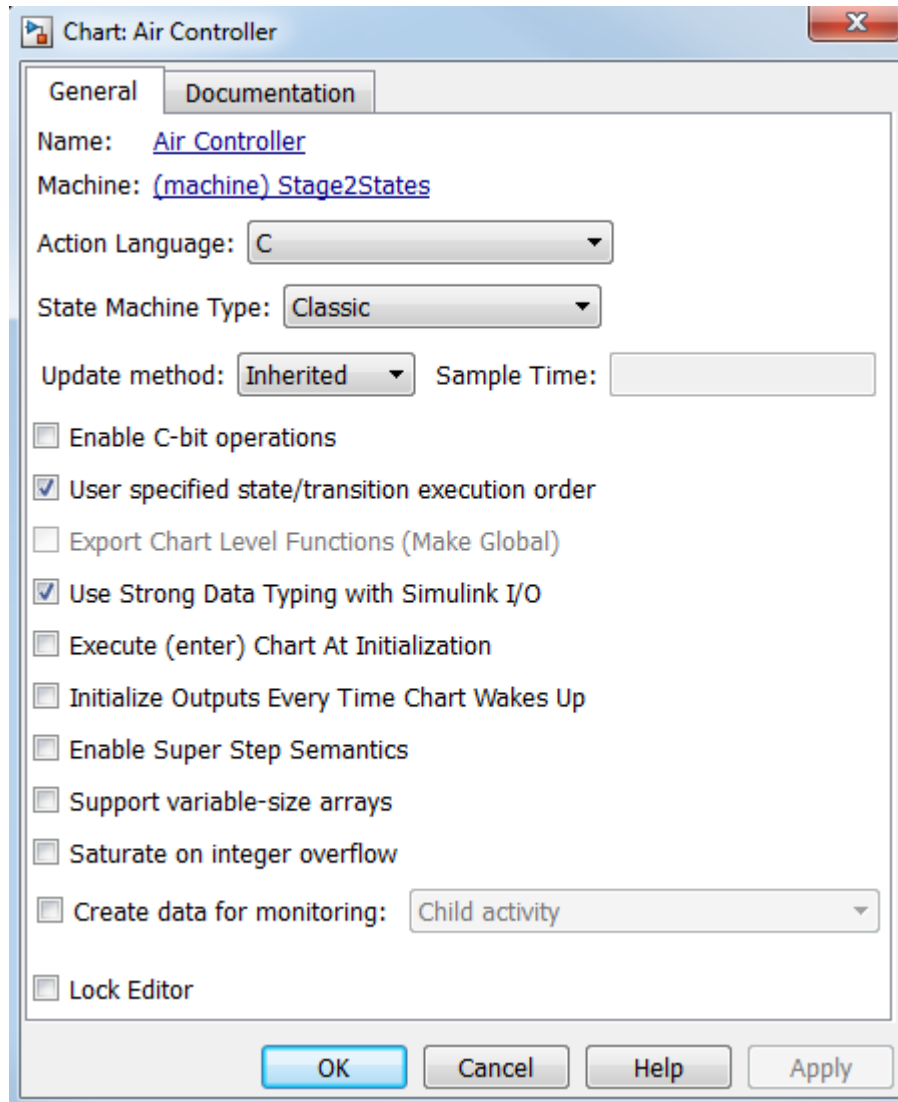 Chart: Air Controller
General Documentation
Name: Air Controller
Machine: (machine) Stage2States
Action Language: C
State Machine Type: Classic
Update method: Inherited Sample Time:
Enable C-bit operations
User specified state/transition execution order
Export Chart Level Functions (Make Global)
Use Strong Data Typing with Simulink I/O
Execute (enter) Chart At Initialization
Initialize Outputs Every Time Chart Wakes Up
Enable Super Step Semantics
Support variable-size arrays
Saturate on integer overflow
Create data for monitoring: Child activity
Lock Editor
OK Cancel Help Apply